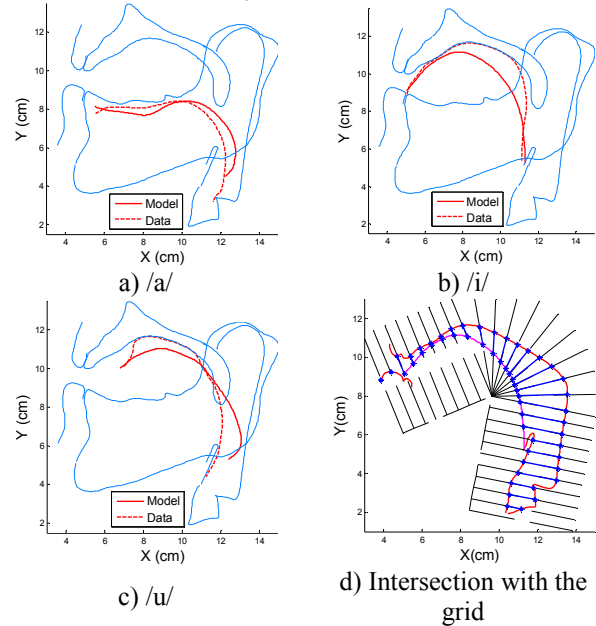 12
10
8
6
4
2
Y (cm)
Model
Data
4 6 8 10 12 14
X (cm)
a) /a/
12
10
8
6
4
2
Y (cm)
Model
Data
4 6 8 10 12 14
X (cm)
b) /i/
12
10
8
6
4
2
Y (cm)
Model
Data
4 6 8 10 12 14
X (cm)
c) /u/
12
10
8
6
4
2
Y(cm)
4 6 8 10 12 14
X(cm)
d) Intersection with the
grid